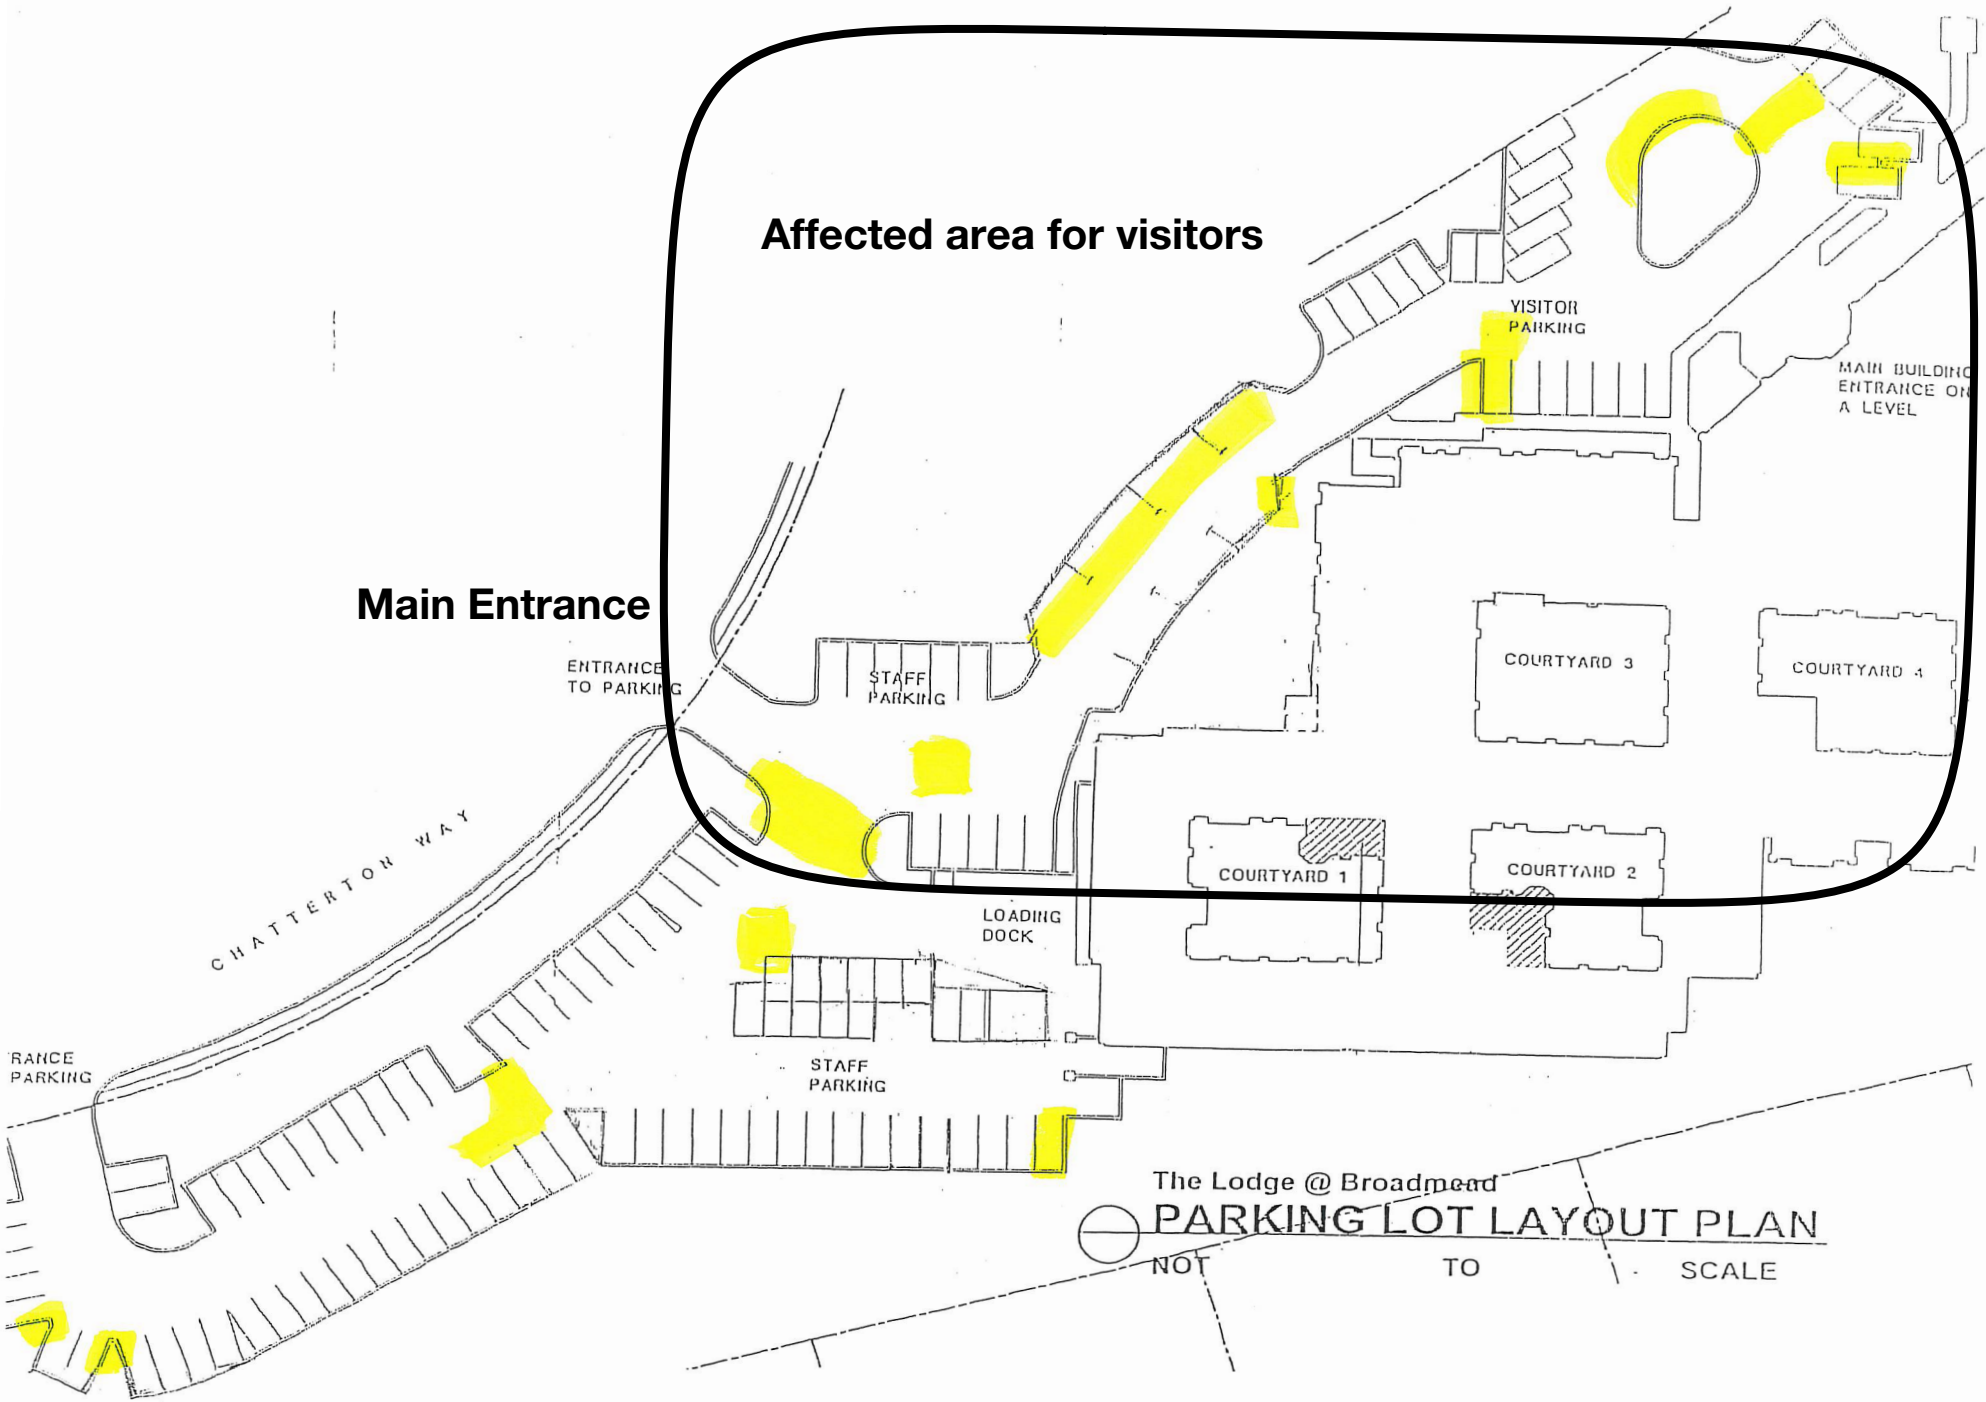 Affected area for visitors
YISITOR
PARKING
MAIN BUILDING
ENTRANCE ON
A LEVEL
Main Entrance
ENTRANCE
TO PARKING
STAFF
PARKING
COURTYARD 3
COURTYARD 4
CHATTERTON WAY
COURTYARD 1
COURTYARD 2
LOADING
DOCK
RANCE
PARKING
STAFF
PARKING
The Lodge @ Broadmead
PARKING LOT LAYOUT PLAN
NOT TO SCALE